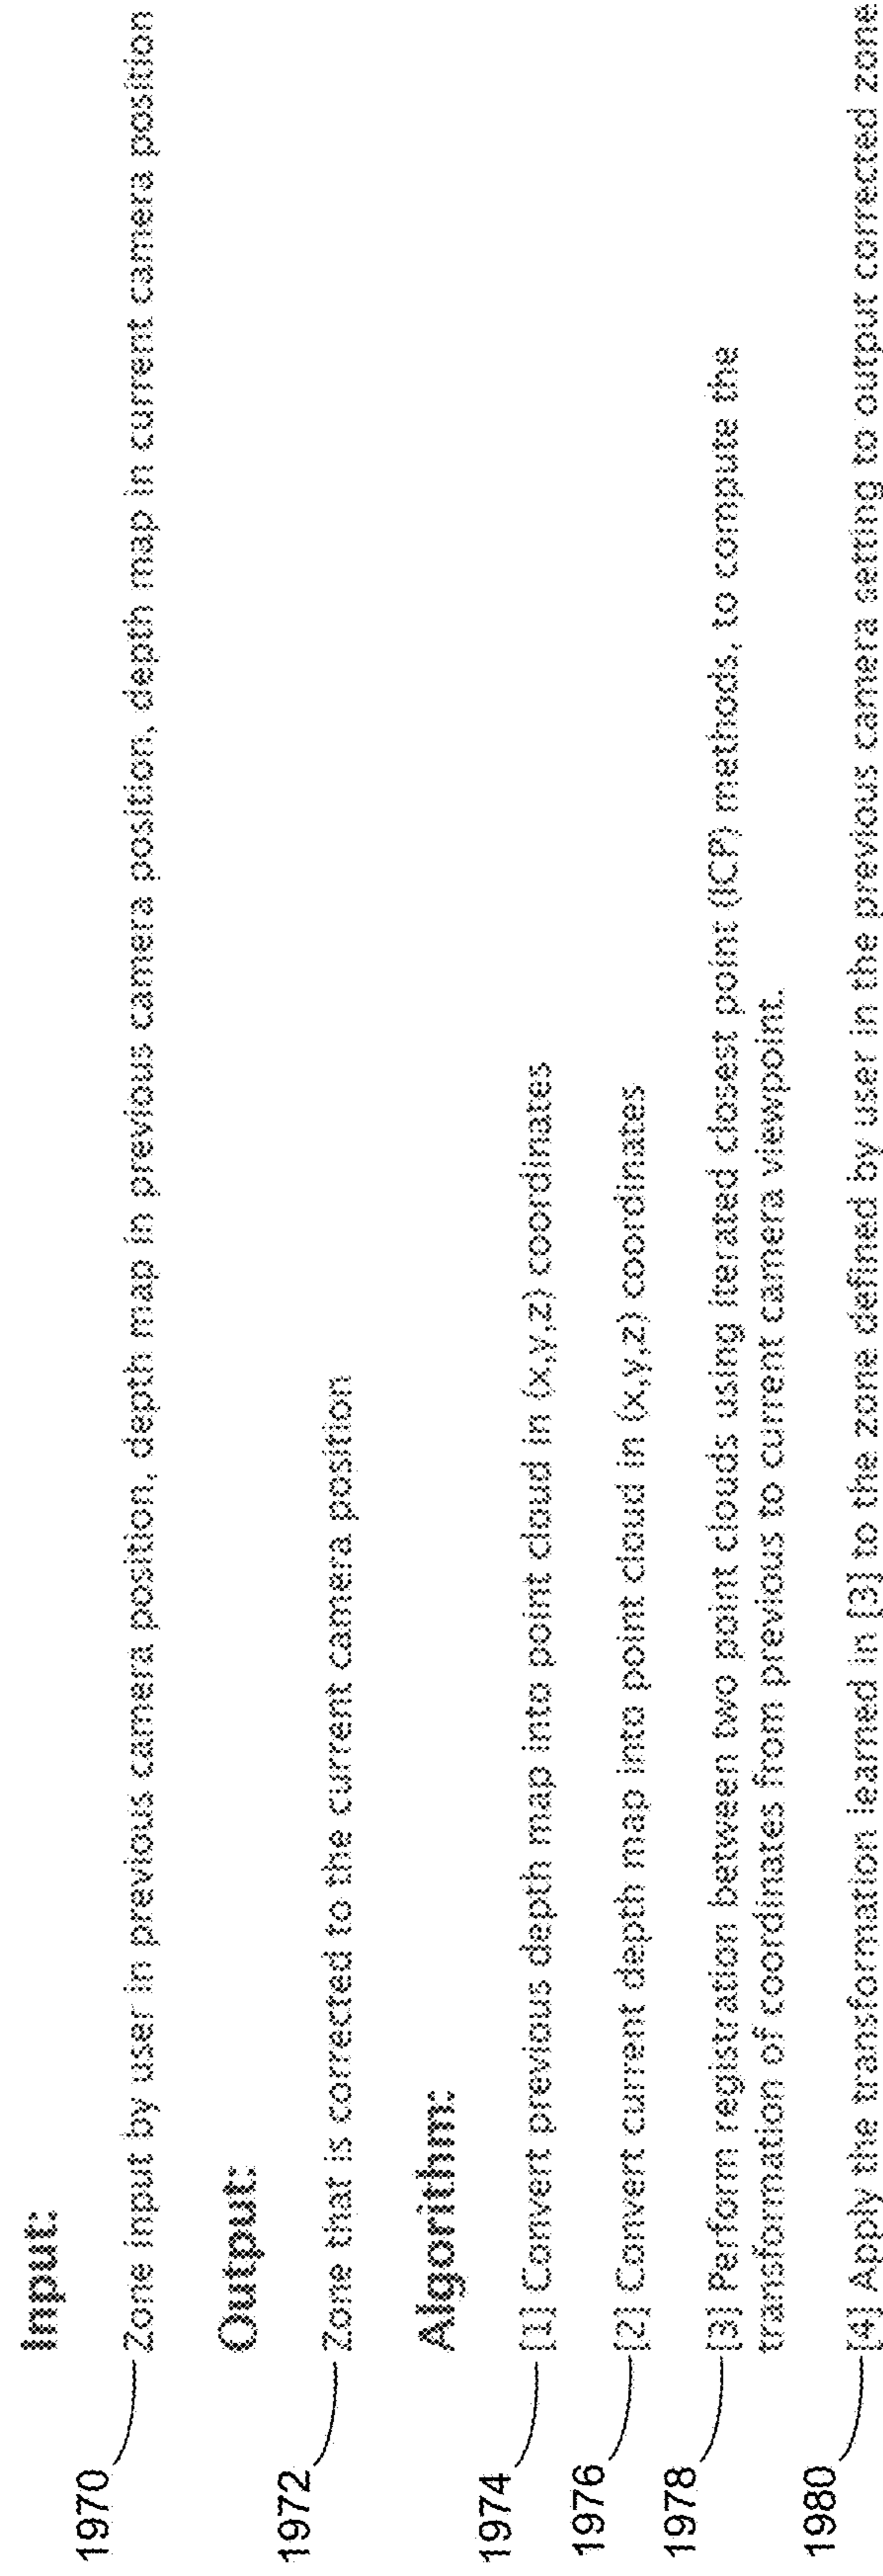 Input:
1970 Zone input by user in previous camera position, depth map in previous camera position, depth map in current camera position
Output:
1972 Zone that is corrected to the current camera position
Algorithm:
1974 [1] Convert previous depth map into point cloud in (x,y,z) coordinates
1976 [2] Convert current depth map into point cloud in (x,y,z) coordinates
1978 [3] Perform registration between two point clouds using iterated closest point (ICP) methods, to compute the
transformation of coordinates from previous to current camera viewpoint.
1980 [4] Apply the transformation learned in [3] to the zone defined by user in the previous camera setting to output corrected zone